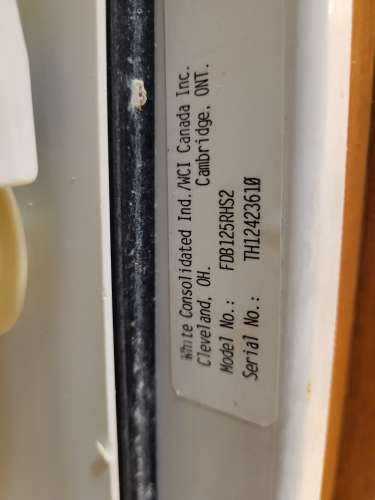 White Consolidated Ind./WCI Canada Inc.
Cleveland, OH. Cambridge, ONT.
Model No.: FDB125RHS2
Serial No.: TH12423610